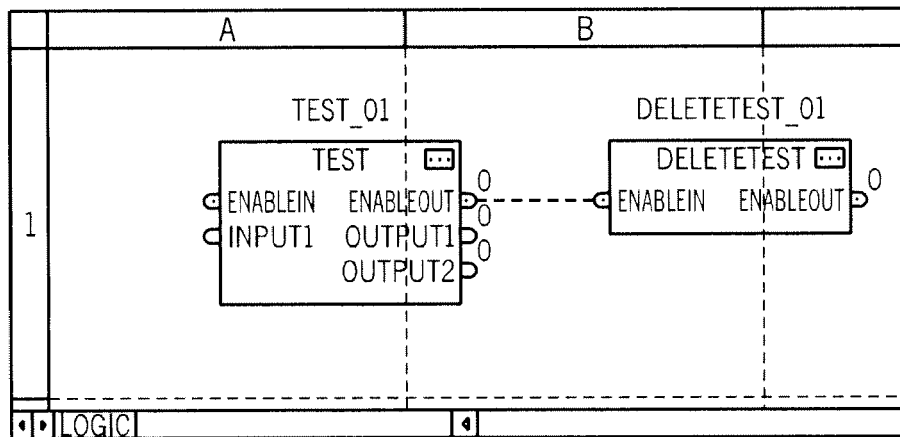 A B
TEST_01 DELETETEST_01
TEST DELETETEST
0 0
1 ENABLEIN ENABLEOUT ENABLEIN ENABLEOUT
0
INPUT1 OUTPUT1
0
OUTPUT2
LOGIC